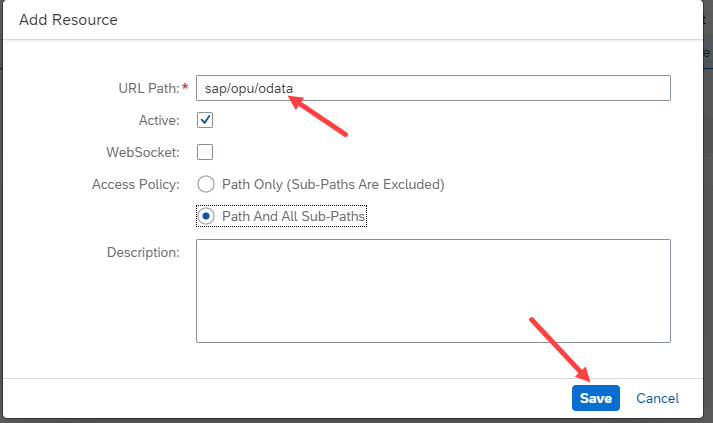 Add Resource
URL Path:* sap/opu/odata
Active:
WebSocket:
Access Policy: Path Only (Sub-Paths Are Excluded)
Path And All Sub-Paths
Description:
Save Cancel